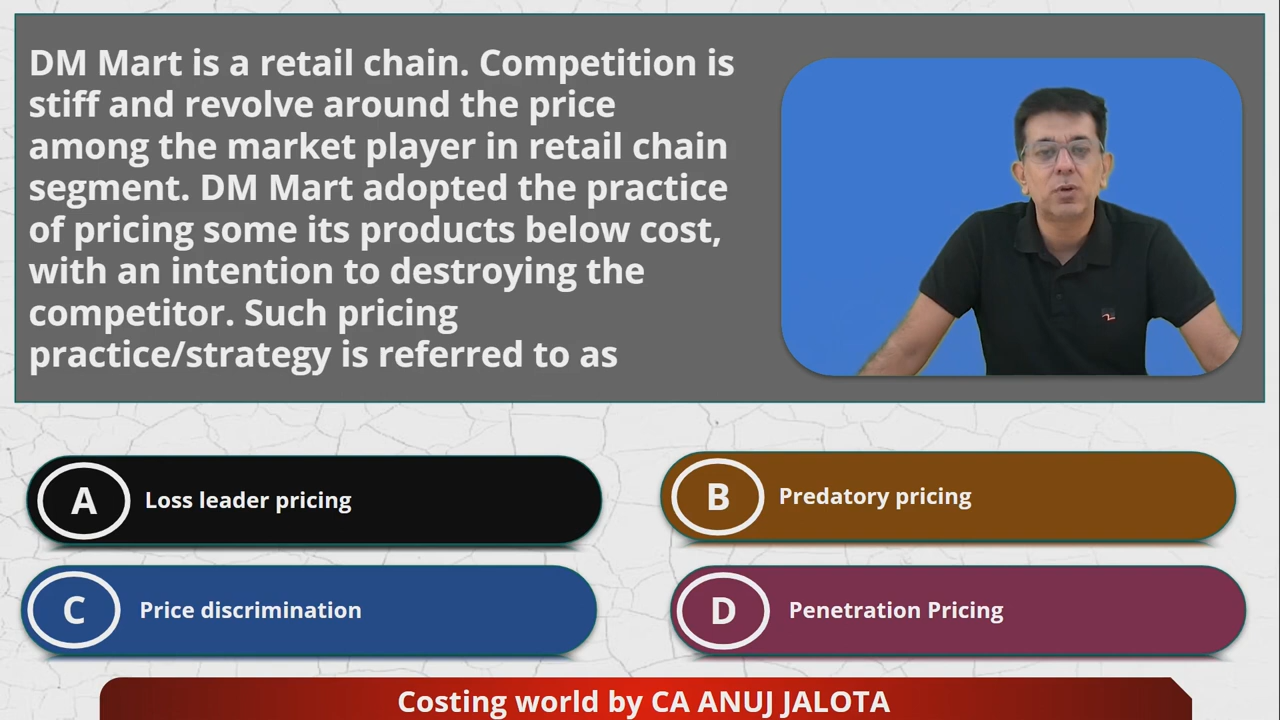 DM Mart is a retail chain. Competition is
stiff and revolve around the price
among the market player in retail chain
segment. DM Mart adopted the practice
of pricing some its products below cost,
with an intention to destroying the
competitor. Such pricing
practice/strategy is referred to as
A Loss leader pricing
B Predatory pricing
C Price discrimination
D Penetration Pricing
Costing world by CA ANUJ JALOTA